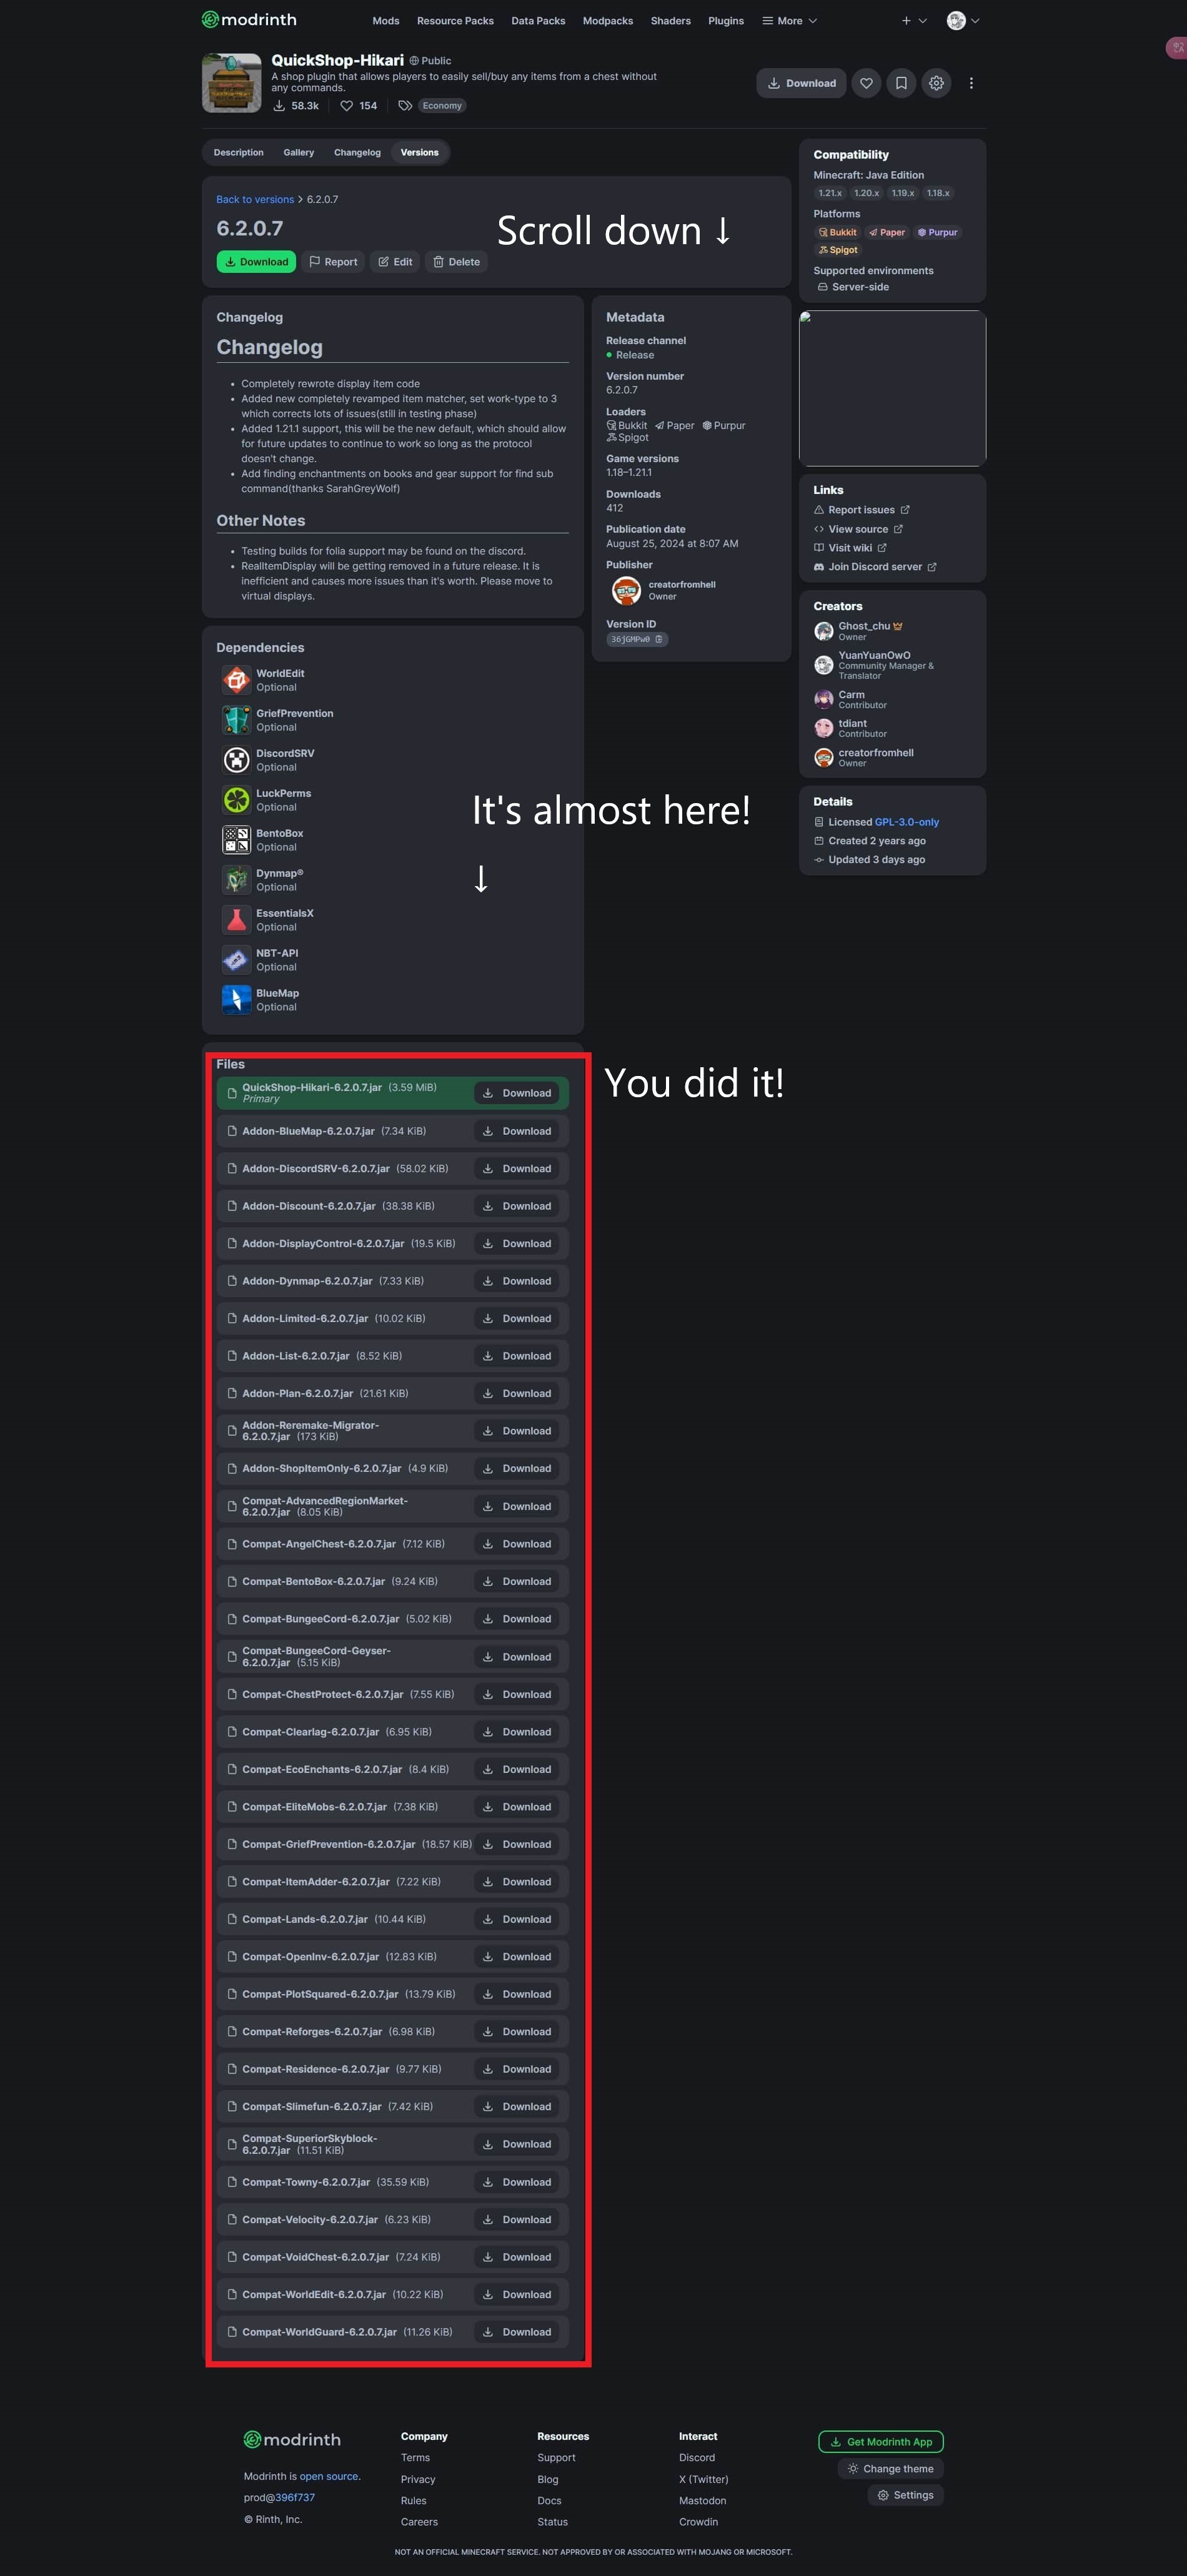 modrinth
Mods Resource Packs Data Packs Modpacks Shaders Plugins More
QuickShop-Hikari Public
A shop plugin that allows players to easily sell/buy any items from a chest without
any commands.
58.3k 154 Economy
Download
Description Gallery Changelog Versions
Back to versions > 6.2.0.7
6.2.0.7
Scroll down ↓
Download Report Edit Delete
Changelog
Changelog
• Completely rewrote display item code
• Added new completely revamped item matcher, set work-type to 3
which corrects lots of issues(still in testing phase)
• Added 1.21.1 support, this will be the new default, which should allow
for future updates to continue to work so long as the protocol
doesn't change.
• Add finding enchantments on books and gear support for find sub
command(thanks SarahGreyWolf)
Other Notes
• Testing builds for folia support may be found on the discord.
• RealItemDisplay will be getting removed in a future release. It is
inefficient and causes more issues than it's worth. Please move to
virtual displays.
Metadata
Release channel
Release
Version number
6.2.0.7
Loaders
Bukkit Paper Purpur
Spigot
Game versions
1.18–1.21.1
Downloads
412
Publication date
August 25, 2024 at 8:07 AM
Publisher
creatorfromhell
Owner
Version ID
36jGMPw0
Compatibility
Minecraft: Java Edition
1.21.x 1.20.x 1.19.x 1.18.x
Platforms
Bukkit Paper Purpur
Spigot
Supported environments
Server-side
Links
Report issues
View source
Visit wiki
Join Discord server
Creators
Ghost_chu
Owner
YuanYuanOwO
Community Manager &
Translator
Carm
Contributor
tdiant
Contributor
creatorfromhell
Owner
Details
Licensed GPL-3.0-only
Created 2 years ago
Updated 3 days ago
Dependencies
WorldEdit
Optional
GriefPrevention
Optional
DiscordSRV
Optional
LuckPerms
Optional
BentoBox
Optional
Dynmap®
Optional
EssentialsX
Optional
NBT-API
Optional
BlueMap
Optional
It's almost here!
↓
Files
You did it!
QuickShop-Hikari-6.2.0.7.jar (3.59 MiB) Download
Primary
Addon-BlueMap-6.2.0.7.jar (7.34 KiB) Download
Addon-DiscordSRV-6.2.0.7.jar (58.02 KiB) Download
Addon-Discount-6.2.0.7.jar (38.38 KiB) Download
Addon-DisplayControl-6.2.0.7.jar (19.5 KiB) Download
Addon-Dynmap-6.2.0.7.jar (7.33 KiB) Download
Addon-Limited-6.2.0.7.jar (10.02 KiB) Download
Addon-List-6.2.0.7.jar (8.52 KiB) Download
Addon-Plan-6.2.0.7.jar (21.61 KiB) Download
Addon-Reremake-Migrator-
6.2.0.7.jar (173 KiB) Download
Addon-ShopItemOnly-6.2.0.7.jar (4.9 KiB) Download
Compat-AdvancedRegionMarket-
6.2.0.7.jar (8.05 KiB) Download
Compat-AngelChest-6.2.0.7.jar (7.12 KiB) Download
Compat-BentoBox-6.2.0.7.jar (9.24 KiB) Download
Compat-BungeeCord-6.2.0.7.jar (5.02 KiB) Download
Compat-BungeeCord-Geyser-
6.2.0.7.jar (5.15 KiB) Download
Compat-ChestProtect-6.2.0.7.jar (7.55 KiB) Download
Compat-Clearlag-6.2.0.7.jar (6.95 KiB) Download
Compat-EcoEnchants-6.2.0.7.jar (8.4 KiB) Download
Compat-EliteMobs-6.2.0.7.jar (7.38 KiB) Download
Compat-GriefPrevention-6.2.0.7.jar (18.57 KiB) Download
Compat-ItemAdder-6.2.0.7.jar (7.22 KiB) Download
Compat-Lands-6.2.0.7.jar (10.44 KiB) Download
Compat-OpenInv-6.2.0.7.jar (12.83 KiB) Download
Compat-PlotSquared-6.2.0.7.jar (13.79 KiB) Download
Compat-Reforges-6.2.0.7.jar (6.98 KiB) Download
Compat-Residence-6.2.0.7.jar (9.77 KiB) Download
Compat-Slimefun-6.2.0.7.jar (7.42 KiB) Download
Compat-SuperiorSkyblock-
6.2.0.7.jar (11.51 KiB) Download
Compat-Towny-6.2.0.7.jar (35.59 KiB) Download
Compat-Velocity-6.2.0.7.jar (6.23 KiB) Download
Compat-VoidChest-6.2.0.7.jar (7.24 KiB) Download
Compat-WorldEdit-6.2.0.7.jar (10.22 KiB) Download
Compat-WorldGuard-6.2.0.7.jar (11.26 KiB) Download
modrinth
Modrinth is open source.
prod@396f737
© Rinth, Inc.
Company
Terms
Privacy
Rules
Careers
Resources
Support
Blog
Docs
Status
Interact
Discord
X (Twitter)
Mastodon
Crowdin
Get Modrinth App
Change theme
Settings
NOT AN OFFICIAL MINECRAFT SERVICE. NOT APPROVED BY OR ASSOCIATED WITH MOJANG OR MICROSOFT.